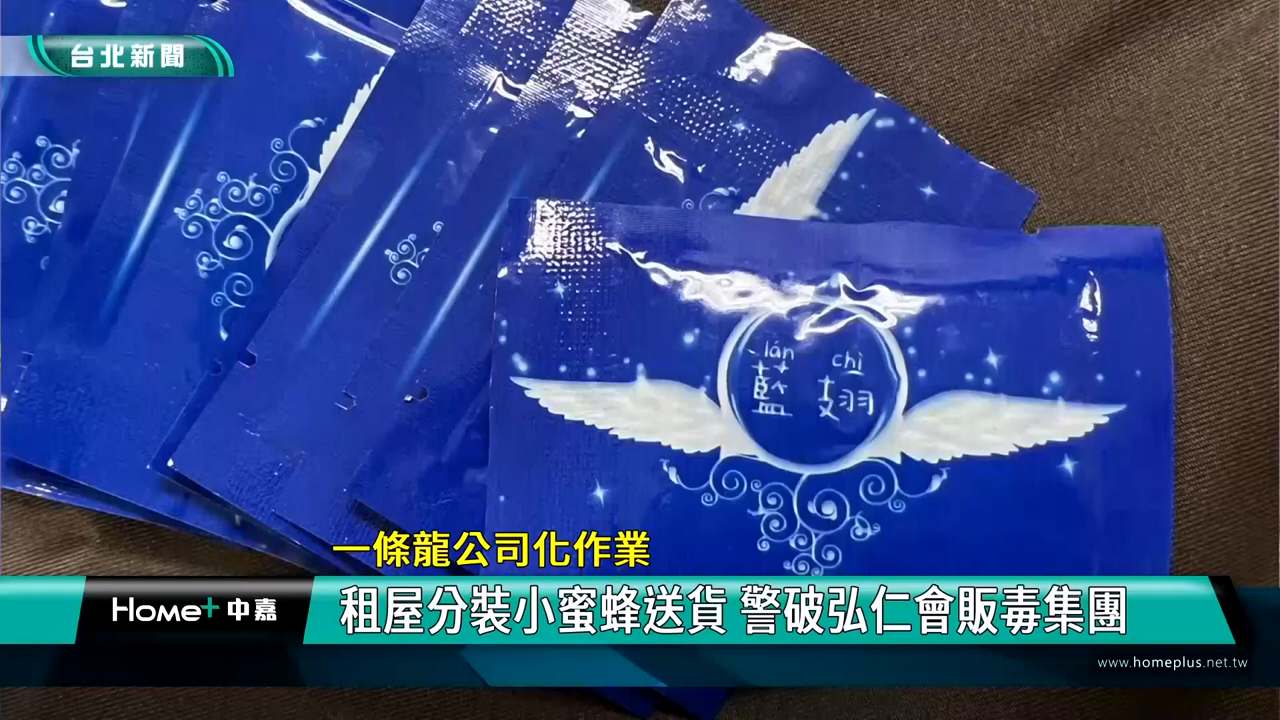 台北新聞
lán chì
藍翅
一條龍公司化作業
Home+中嘉
租屋分裝小蜜蜂送貨 警破弘仁會販毒集團
www.homeplus.net.tw